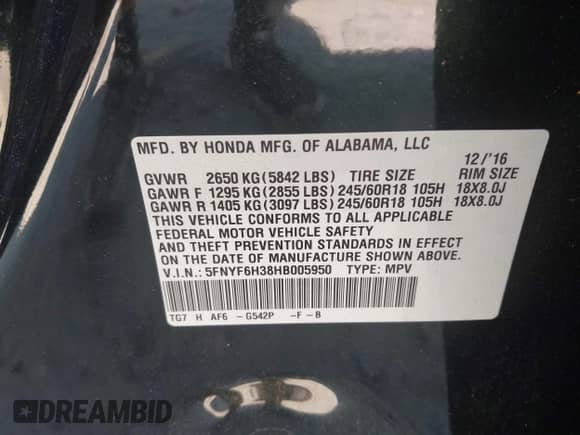 MFD. BY HONDA MFG. OF ALABAMA, LLC
12/'16
GVWR 2650 KG(5842 LBS) TIRE SIZE RIM SIZE
GAWR F 1295 KG(2855 LBS) 245/60R18 105H 18X8.0J
GAWR R 1405 KG(3097 LBS) 245/60R18 105H 18X8.0J
THIS VEHICLE CONFORMS TO ALL APPLICABLE
FEDERAL MOTOR VEHICLE SAFETY
AND THEFT PREVENTION STANDARDS IN EFFECT
ON THE DATE OF MANUFACTURE SHOWN ABOVE.
V.I.N.: 5FNYF6H38HB005950 TYPE: MPV
TG7 H AF6 -G542P -F-B
DREAMBID